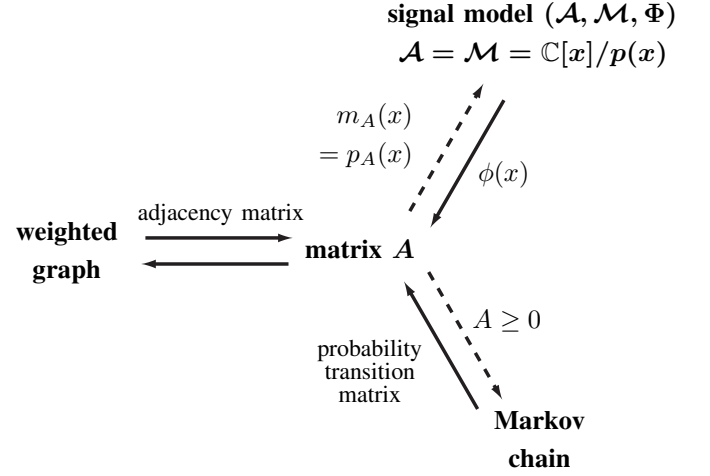 signal model (𝒜, ℳ, Φ)
𝒜 = ℳ = ℂ[x]/p(x)
m_A(x)
= p_A(x)
ϕ(x)
adjacency matrix
weighted
graph
matrix A
A ≥ 0
probability
transition
matrix
Markov
chain